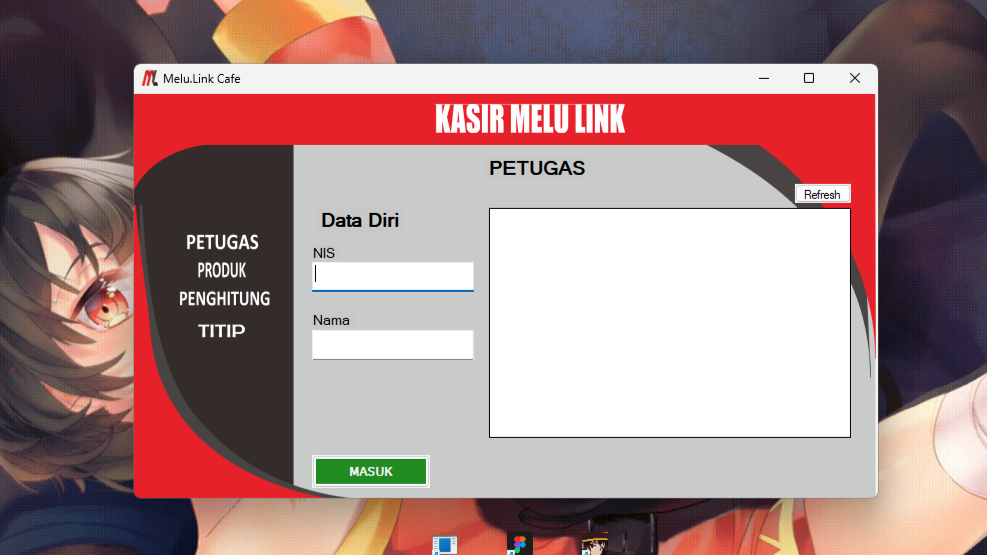 Melu.Link Cafe
KASIR MELU LINK
PETUGAS
Refresh
Data Diri
NIS
Nama
MASUK
PETUGAS
PRODUK
PENGHITUNG
TITIP